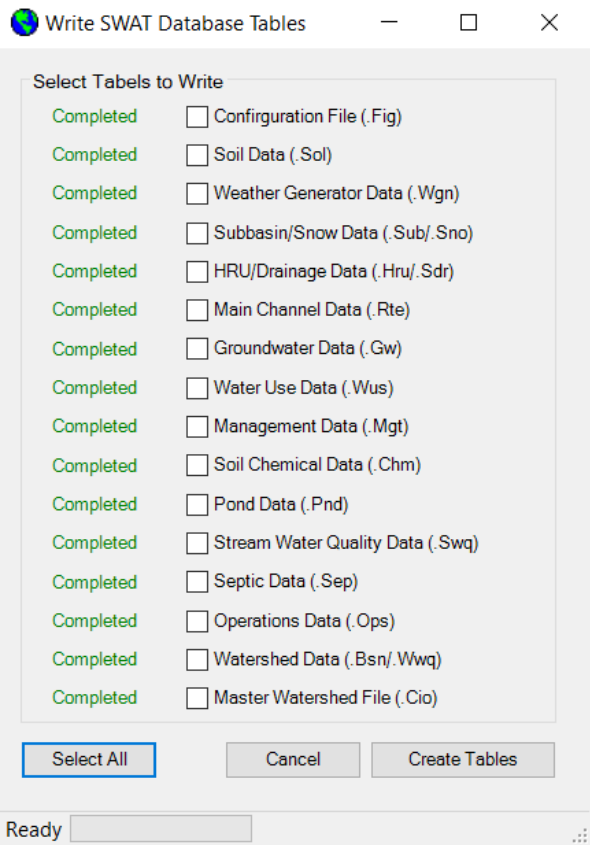 Write SWAT Database Tables
Select Tabels to Write
Completed Confirguration File (.Fig)
Completed Soil Data (.Sol)
Completed Weather Generator Data (.Wgn)
Completed Subbasin/Snow Data (.Sub/.Sno)
Completed HRU/Drainage Data (.Hru/.Sdr)
Completed Main Channel Data (.Rte)
Completed Groundwater Data (.Gw)
Completed Water Use Data (.Wus)
Completed Management Data (.Mgt)
Completed Soil Chemical Data (.Chm)
Completed Pond Data (.Pnd)
Completed Stream Water Quality Data (.Swq)
Completed Septic Data (.Sep)
Completed Operations Data (.Ops)
Completed Watershed Data (.Bsn/.Wwq)
Completed Master Watershed File (.Cio)
Select All Cancel Create Tables
Ready